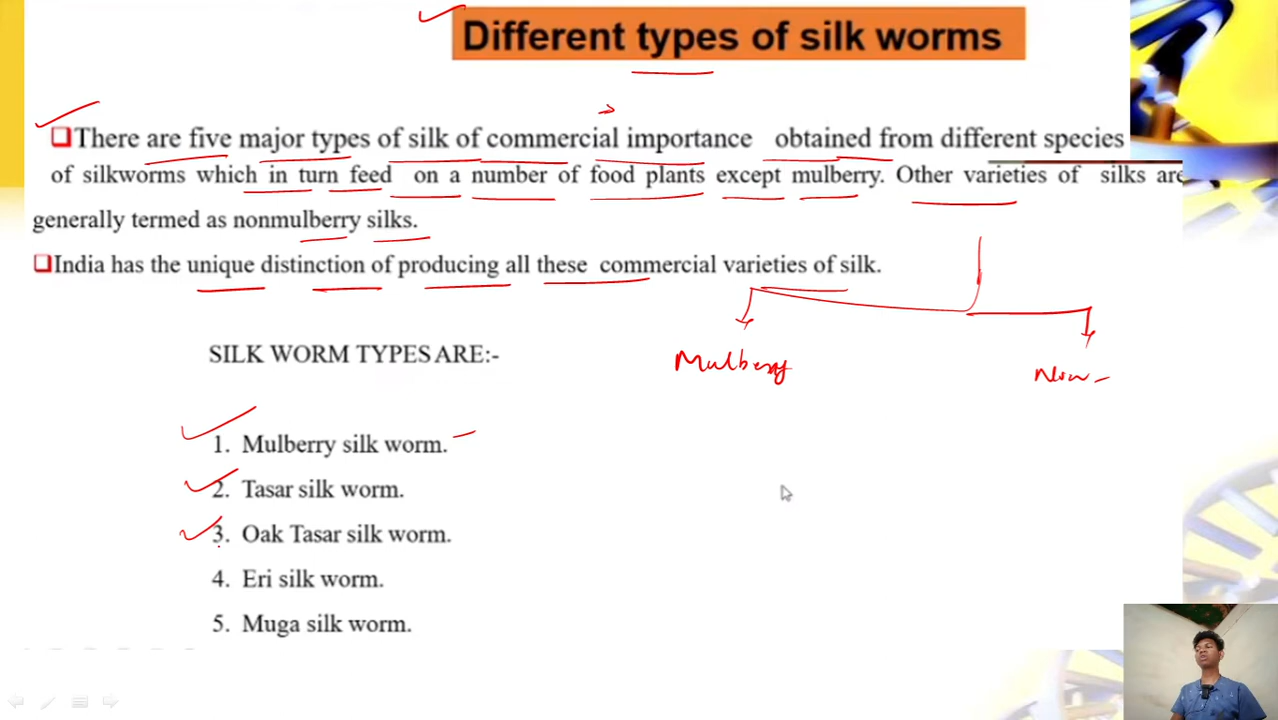 Different types of silk worms
There are five major types of silk of commercial importance obtained from different species
of silkworms which in turn feed on a number of food plants except mulberry. Other varieties of silks are
generally termed as nonmulberry silks.
India has the unique distinction of producing all these commercial varieties of silk.
Mulberry
SILK WORM TYPES ARE:-
1. Mulberry silk worm.
2. Tasar silk worm.
3. Oak Tasar silk worm.
4. Eri silk worm.
5. Muga silk worm.